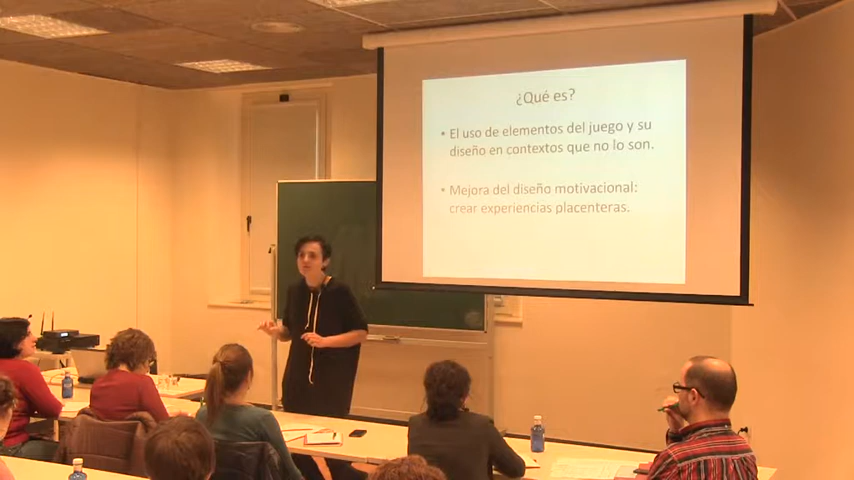 ¿Qué es?
• El uso de elementos del juego y su
diseño en contextos que no lo son.
• Mejora del diseño motivacional:
crear experiencias placenteras.